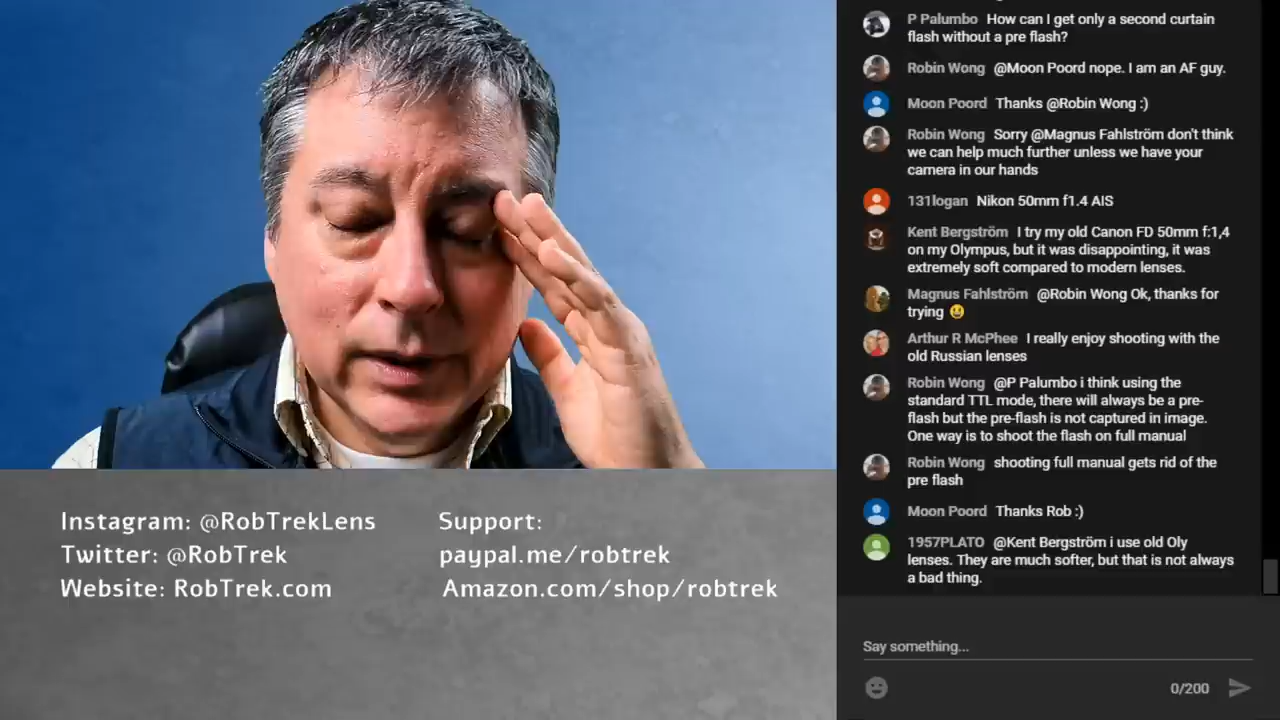 P Palumbo How can I get only a second curtain
flash without a pre flash?
Robin Wong @Moon Poord nope. I am an AF guy.
Moon Poord Thanks @Robin Wong :)
Robin Wong Sorry @Magnus Fahlström don't think
we can help much further unless we have your
camera in our hands
131logan Nikon 50mm f1.4 AIS
Kent Bergström I try my old Canon FD 50mm f:1,4
on my Olympus, but it was disappointing, it was
extremely soft compared to modern lenses.
Magnus Fahlström @Robin Wong Ok, thanks for
trying 😃
Arthur R McPhee I really enjoy shooting with the
old Russian lenses
Robin Wong @P Palumbo i think using the
standard TTL mode, there will always be a pre-
flash but the pre-flash is not captured in image.
One way is to shoot the flash on full manual
Robin Wong shooting full manual gets rid of the
pre flash
Moon Poord Thanks Rob :)
1957PLATO @Kent Bergström i use old Oly
lenses. They are much softer, but that is not always
a bad thing.
Say something...
0/200
Instagram: @RobTrekLens
Twitter: @RobTrek
Website: RobTrek.com
Support:
paypal.me/robtrek
Amazon.com/shop/robtrek